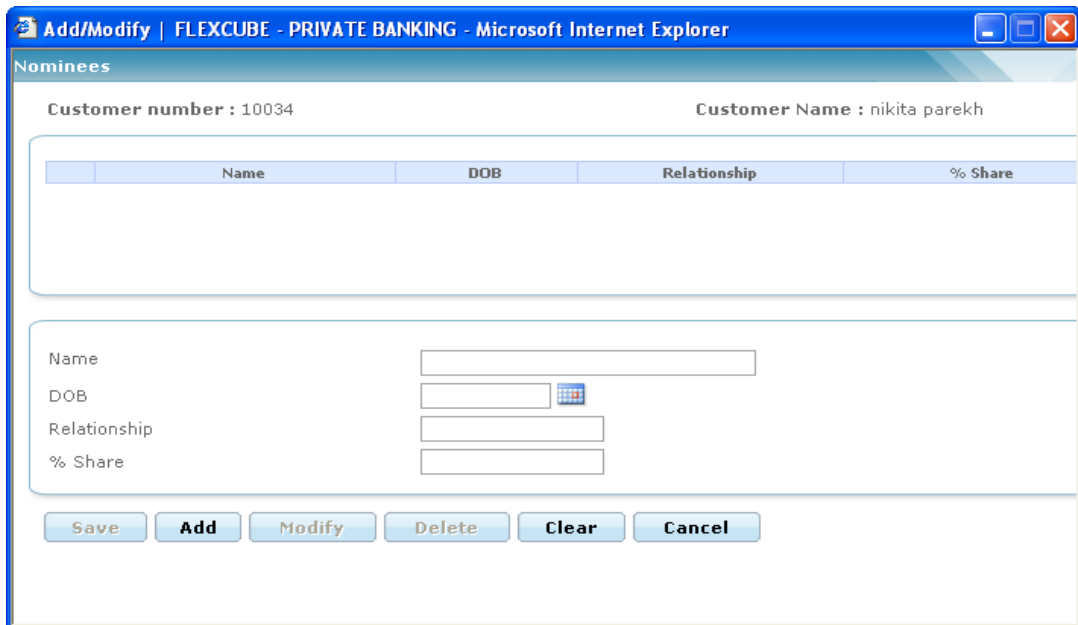 Add/Modify | FLEXCUBE - PRIVATE BANKING - Microsoft Internet Explorer
Nominees
Customer number : 10034 Customer Name : nikita parekh
Name DOB Relationship % Share
Name
DOB
Relationship
% Share
Save Add Modify Delete Clear Cancel